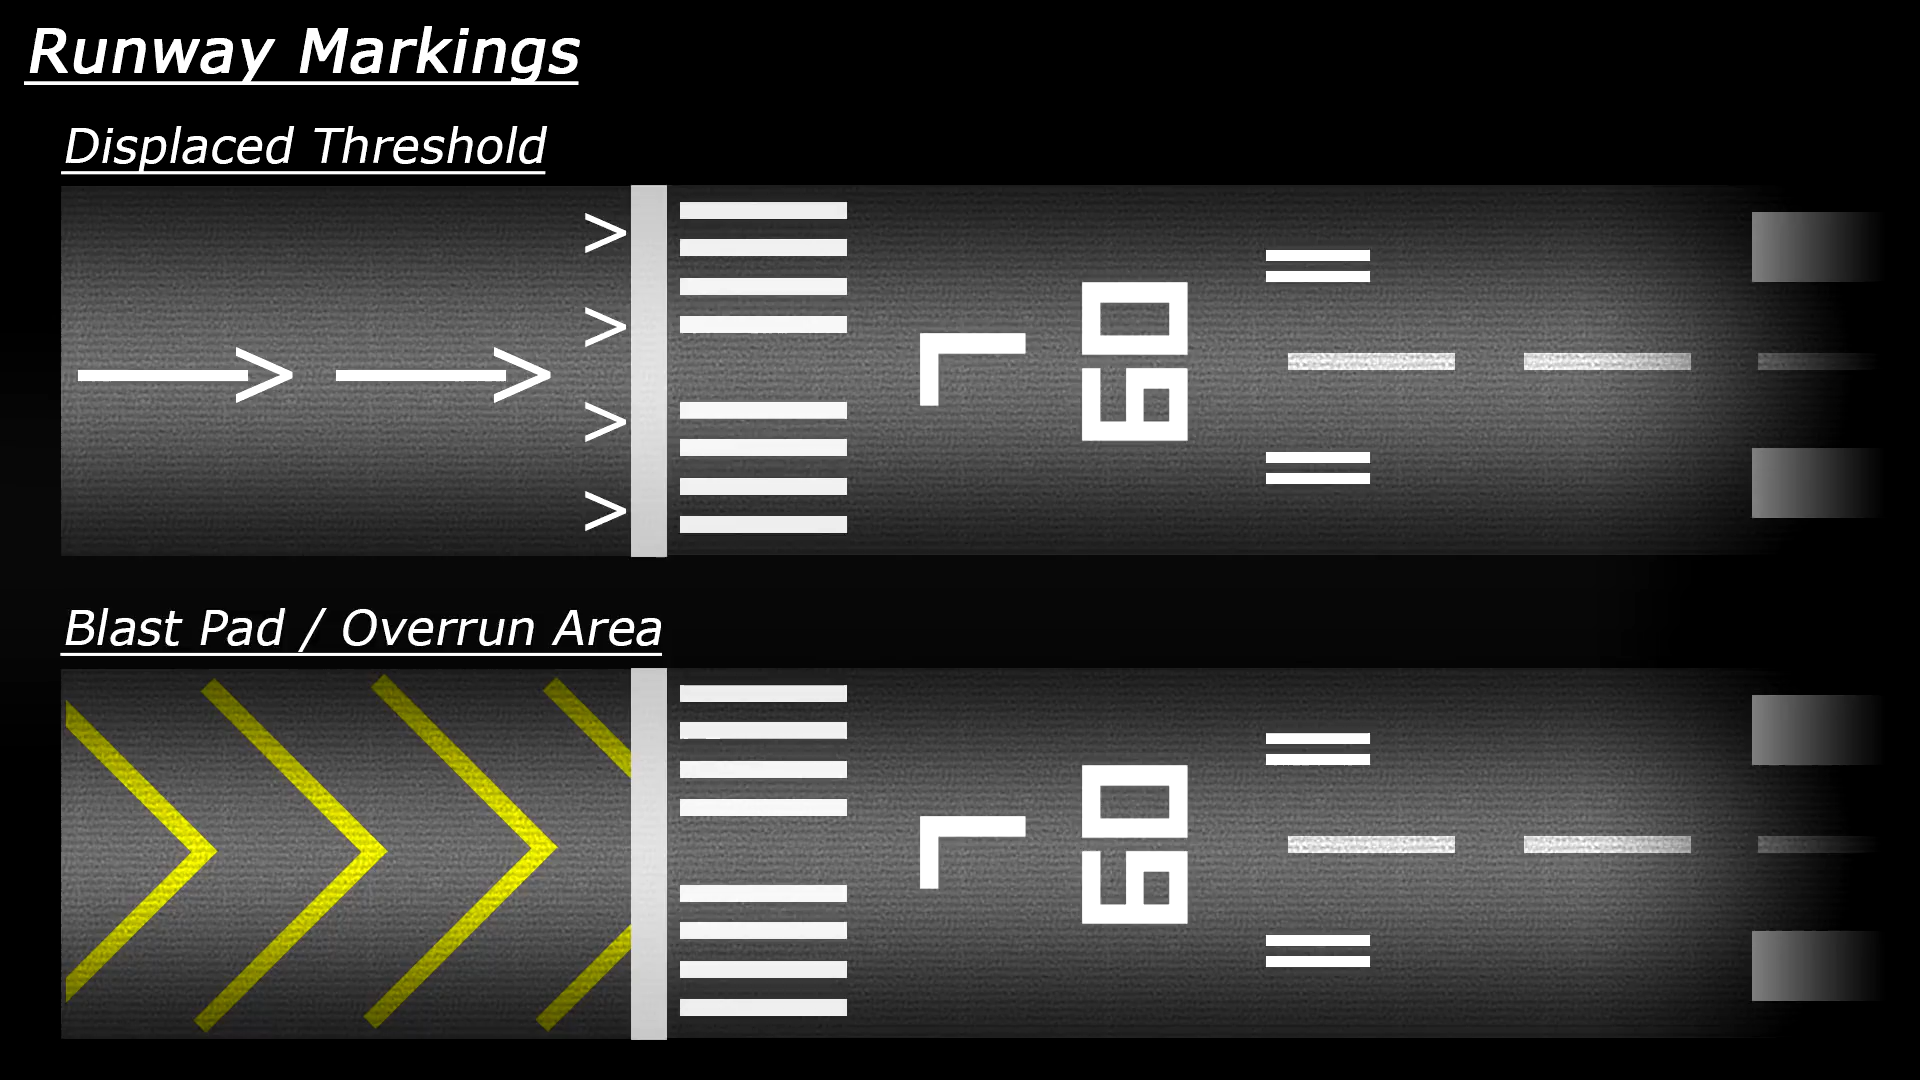 Runway Markings
Displaced Threshold
09
L
Blast Pad / Overrun Area
09
L